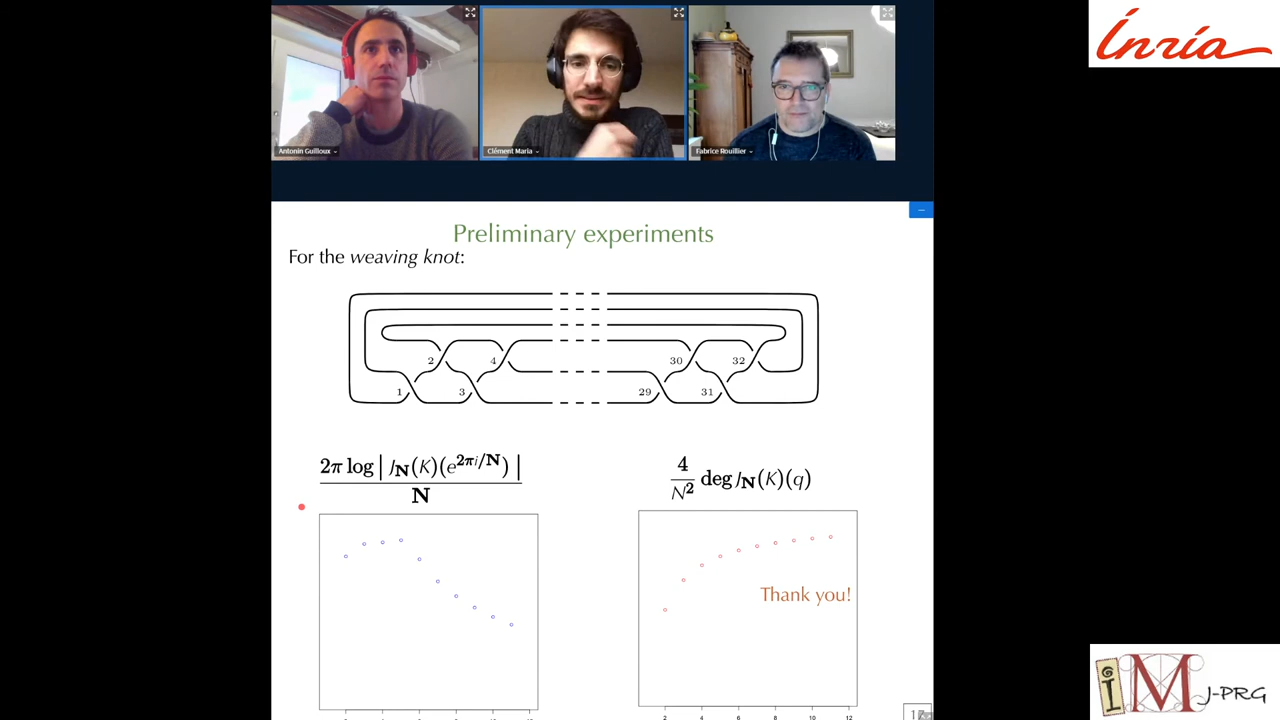 Inria
Antonin Guilloux
Clément Maria
Fabrice Rouillier
Preliminary experiments
For the weaving knot:
2 4 30 32
1 3 29 31
2π log | J_N(K)(e^{2πi/N}) |
N
4
N² deg J_N(K)(q)
Thank you!
2 4 6 8 10 12
iM J-PRG